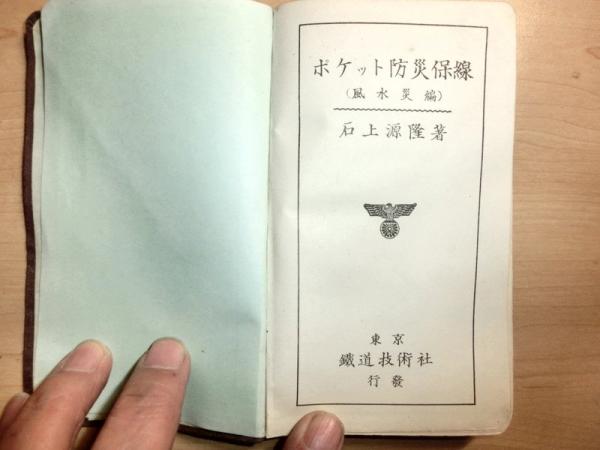 ポケット防災保線
（風水災編）
石上源隆著
東京
鐵道技術社
行發